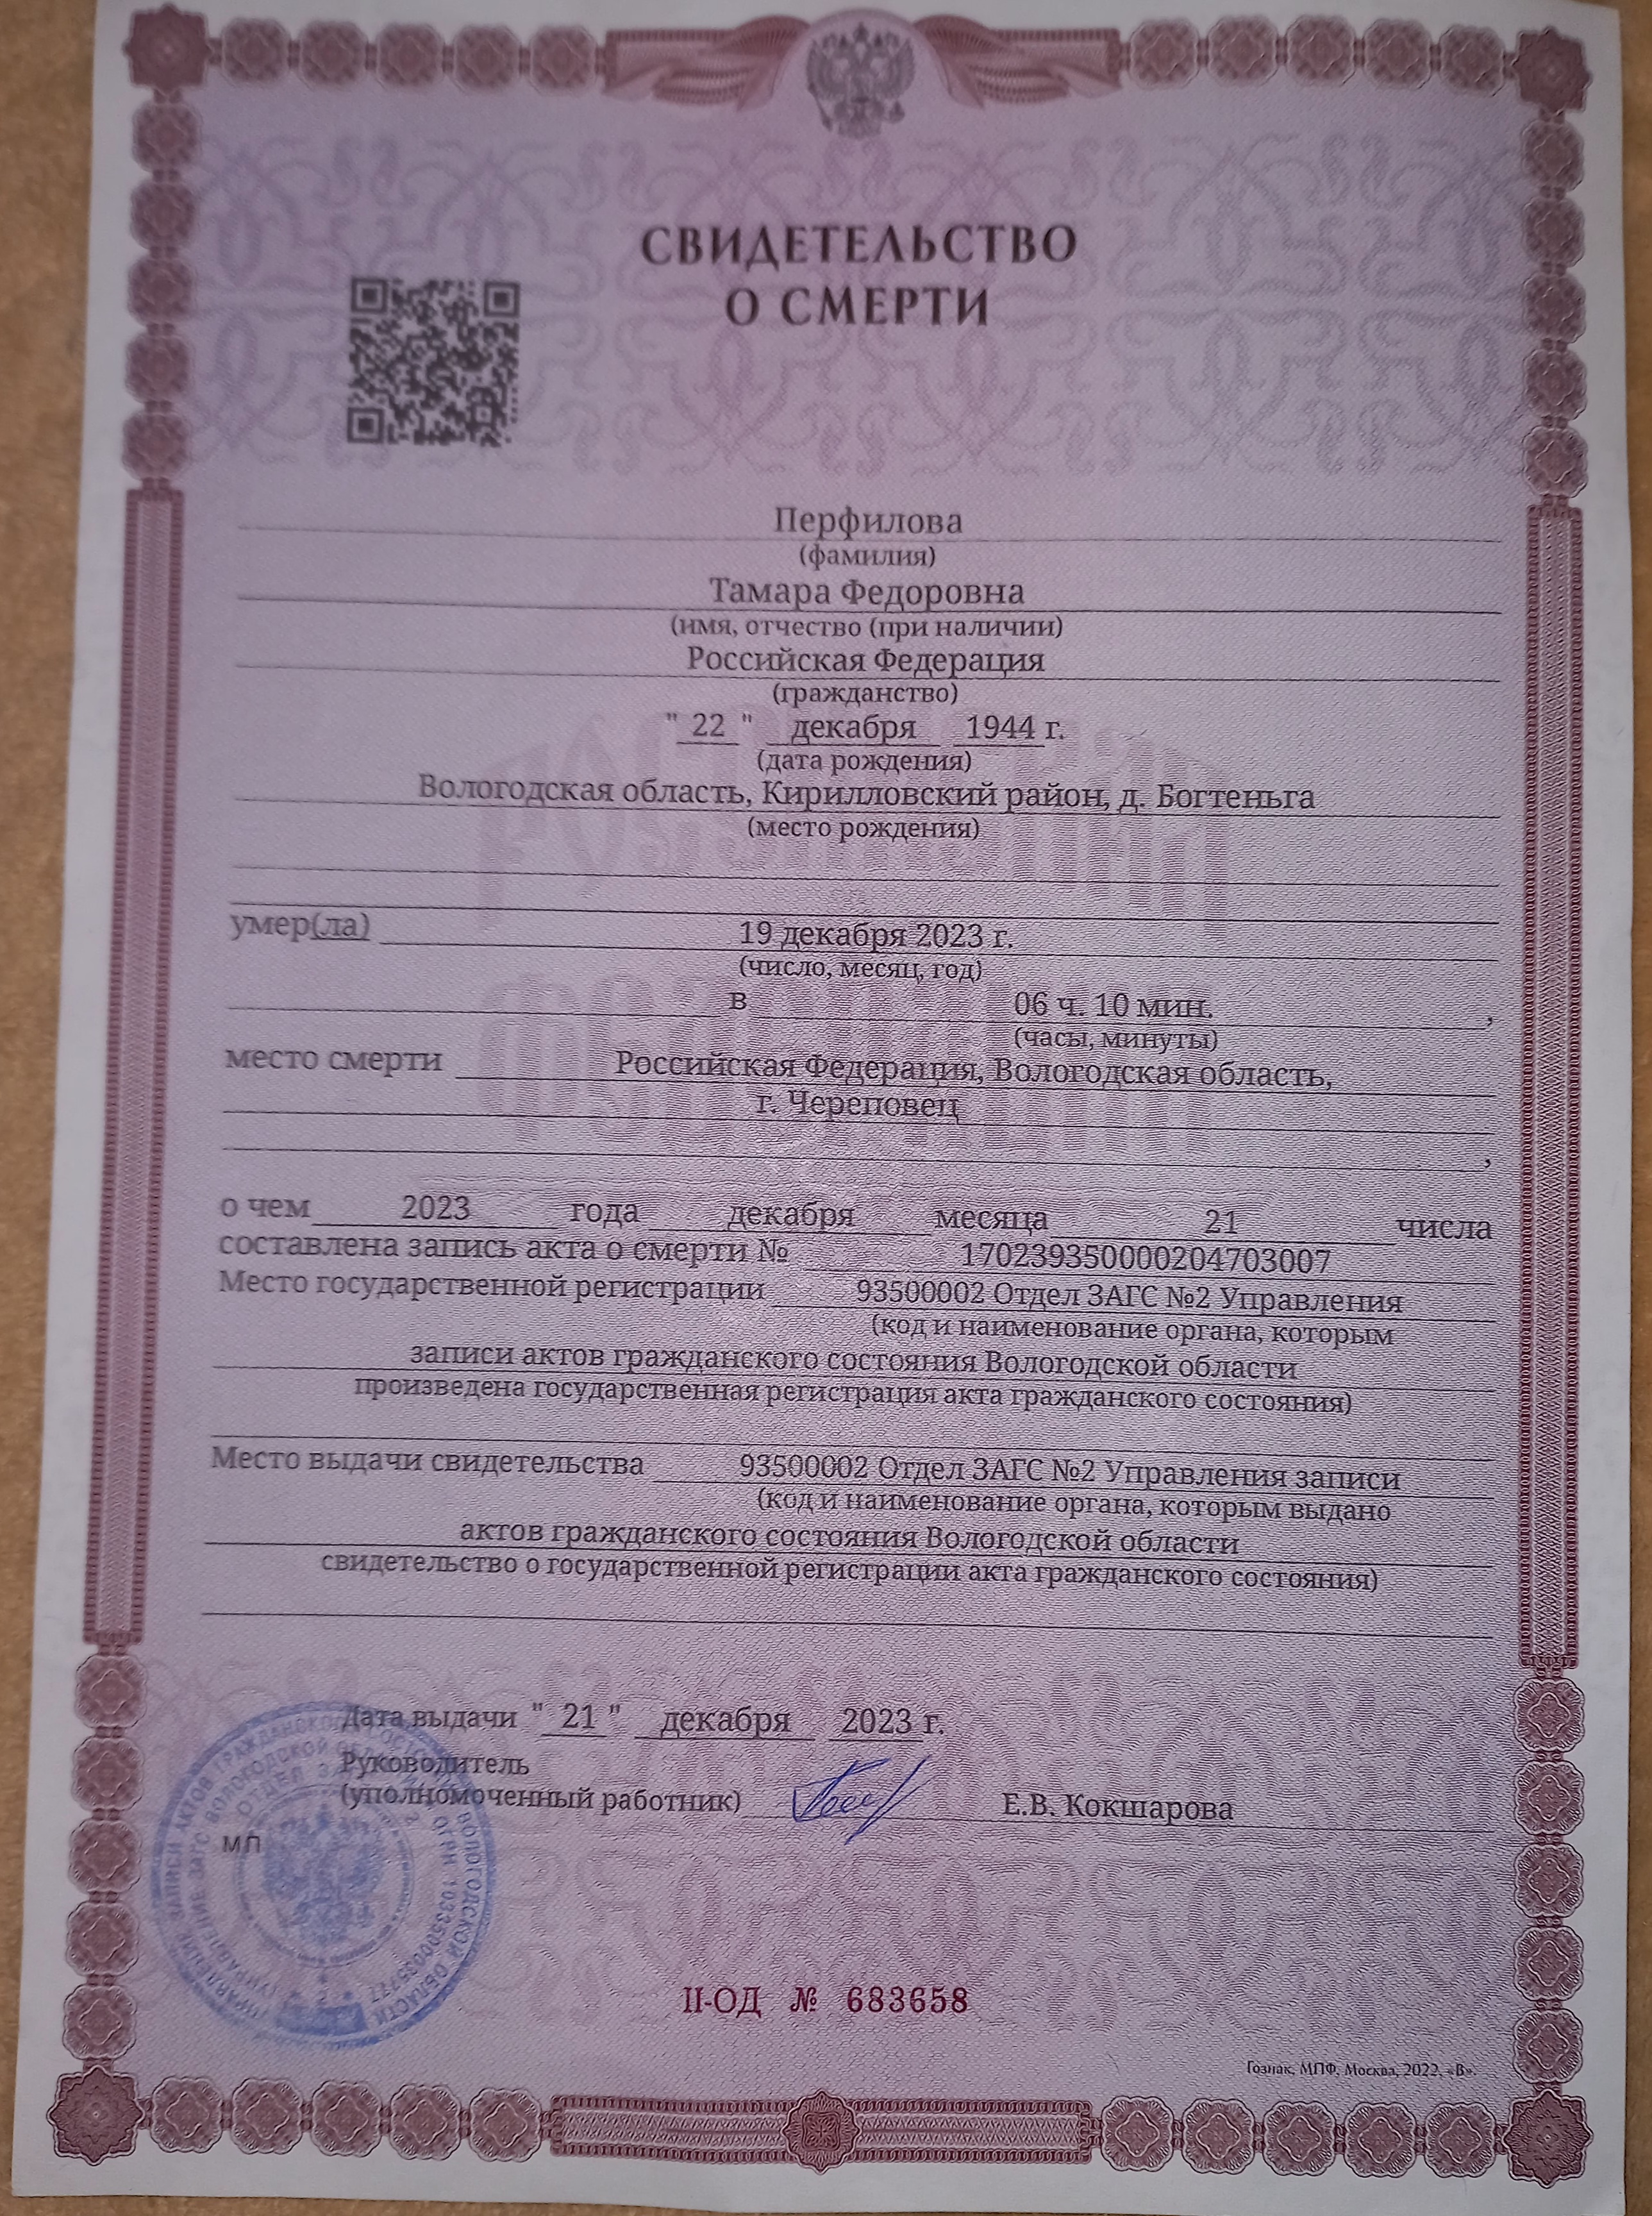 СВИДЕТЕЛЬСТВО
О СМЕРТИ
Перфилова
(фамилия)
Тамара Федоровна
(имя, отчество (при наличии)
Российская Федерация
(гражданство)
" 22 " декабря 1944 г.
(дата рождения)
Вологодская область, Кирилловский район, д. Богтеньга
(место рождения)
умер(ла) 19 декабря 2023 г.
(число, месяц, год)
в 06 ч. 10 мин.,
(часы, минуты)
место смерти Российская Федерация, Вологодская область,
г. Череповец
,
о чем 2023 года декабря месяца 21 числа
составлена запись акта о смерти № 170239350000204703007
Место государственной регистрации 93500002 Отдел ЗАГС №2 Управления
(код и наименование органа, которым
записи актов гражданского состояния Вологодской области
произведена государственная регистрация акта гражданского состояния)
Место выдачи свидетельства 93500002 Отдел ЗАГС №2 Управления записи
(код и наименование органа, которым выдано
актов гражданского состояния Вологодской области
свидетельство о государственной регистрации акта гражданского состояния)
Дата выдачи " 21 " декабря 2023 г.
Руководитель
(уполномоченный работник) Е.В. Кокшарова
МП
II-ОД № 683658
Гознак, МПФ, Москва, 2022, «В».